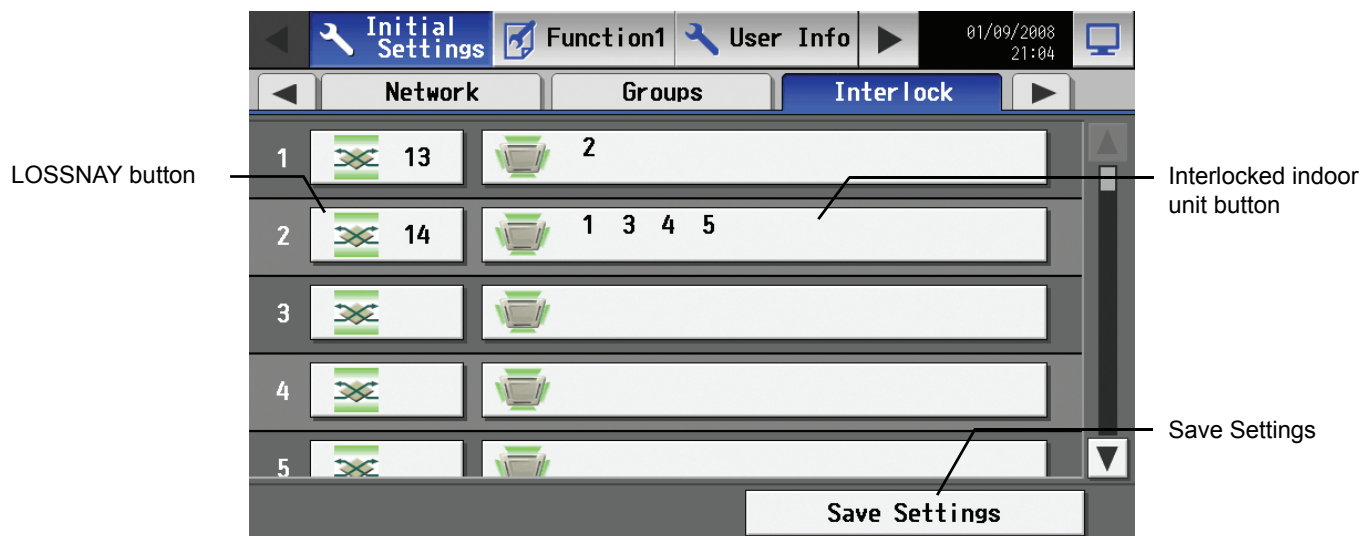 Initial Settings
Function1
User Info
01/09/2008
21:04
Network
Groups
Interlock
1
13
2
LOSSNAY button
Interlocked indoor
unit button
2
14
1 3 4 5
3
4
Save Settings
5
Save Settings